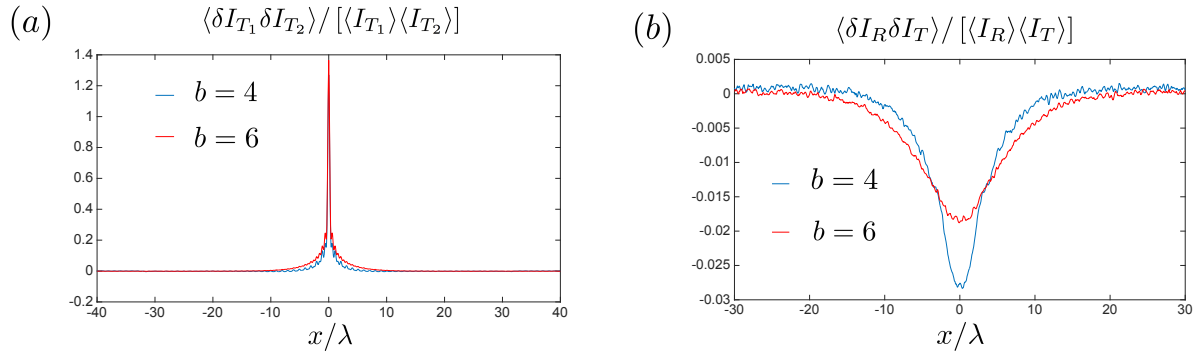 (a) ⟨δI_{T_1}δI_{T_2}⟩/[⟨I_{T_1}⟩⟨I_{T_2}⟩]
1.4
1.2
1
0.8
0.6
0.4
0.2
0
-0.2
b = 4
b = 6
-40 -30 -20 -10 0 10 20 30 40
x/λ
(b) ⟨δI_RδI_T⟩/[⟨I_R⟩⟨I_T⟩]
0.005
0
-0.005
-0.01
-0.015
-0.02
-0.025
-0.03
b = 4
b = 6
-30 -20 -10 0 10 20 30
x/λ